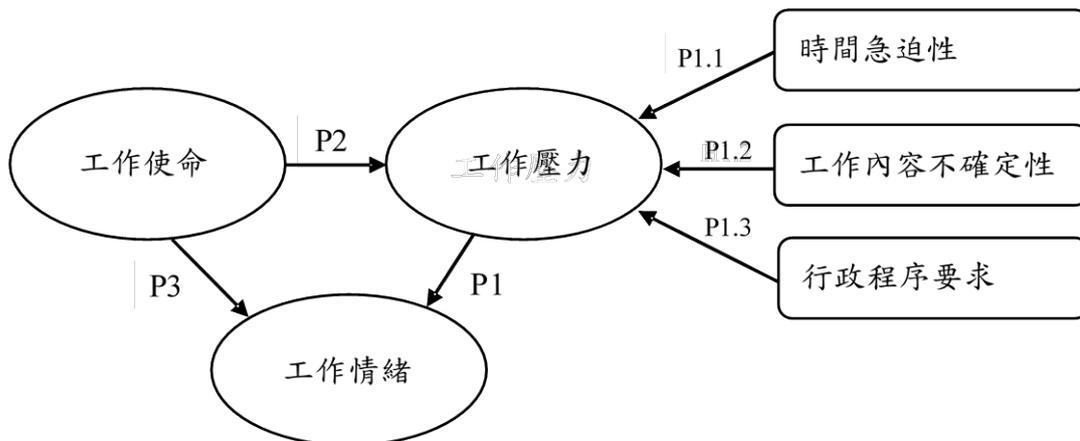 時間急迫性
P1.1
工作使命
P2
工作壓力
P1.2
工作內容不確定性
P1.3
行政程序要求
P3
P1
工作情緒